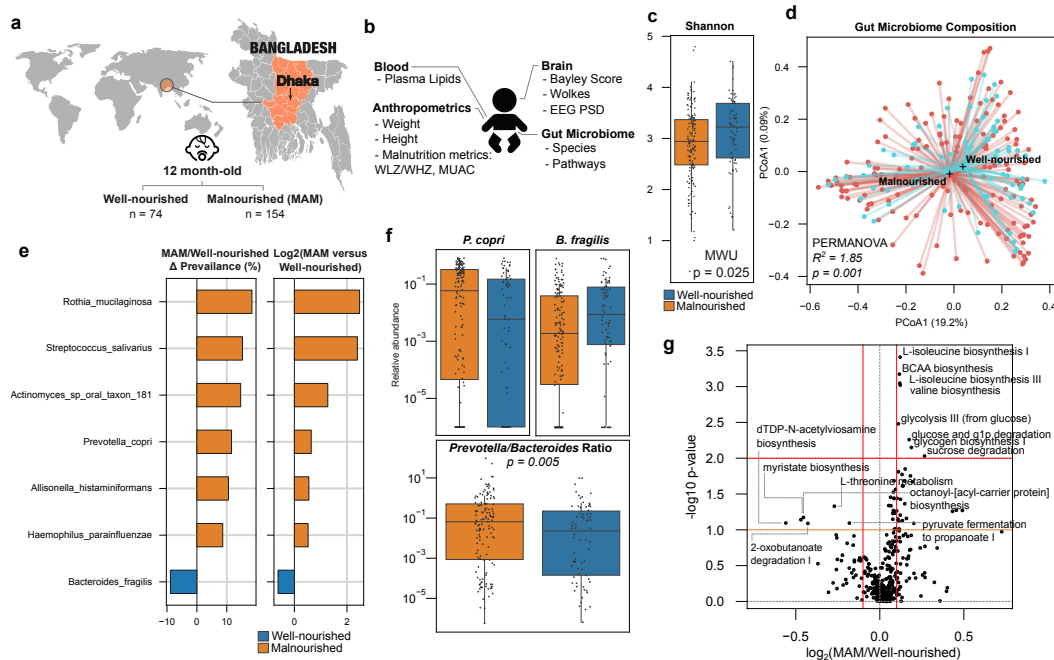 a
BANGLADESH
Dhaka
12 month-old
Well-nourished
n = 74
Malnourished (MAM)
n = 154
b
Blood
- Plasma Lipids
Anthropometrics
- Weight
- Height
- Malnutrition metrics:
WLZ/WHZ, MUAC
Brain
- Bayley Score
- Wolkes
- EEG PSD
Gut Microbiome
- Species
- Pathways
c
Shannon
5
4
3
2
1
MWU
p = 0.025
Well-nourished
Malnourished
d
Gut Microbiome Composition
PCoA1 (0.09%)
0.4
0.2
0.0
−0.2
−0.4
Well-nourished
Malnourished
PERMANOVA
R² = 1.85
p = 0.001
−0.6
−0.4
−0.2
0.0
0.2
0.4
PCoA1 (19.2%)
e
MAM/Well-nourished
Δ Prevailance (%)
Log2(MAM versus
Well-nourished)
Rothia_mucilaginosa
Streptococcus_salivarius
Actinomyces_sp_oral_taxon_181
Prevotella_copri
Allisonella_histaminiformans
Haemophilus_parainfluenzae
Bacteroides_fragilis
−10
0
10
0
2
Well-nourished
Malnourished
f
P. copri
B. fragilis
Relative abundance
10⁻¹
10⁻³
10⁻⁵
Prevotella/Bacteroides Ratio
p = 0.005
10¹
10⁻¹
10⁻³
10⁻⁵
Well-nourished
Malnourished
g
-log10 p-value
3.5
3.0
2.5
2.0
1.5
1.0
0.5
0.0
L-isoleucine biosynthesis I
BCAA biosynthesis
L-isoleucine biosynthesis III
valine biosynthesis
glycolysis III (from glucose)
glucose and g1p degradation
glycogen biosynthesis I
sucrose degradation
dTDP-N-acetylviosamine
biosynthesis
myristate biosynthesis
L-threonine metabolism
octanoyl-[acyl-carrier protein]
biosynthesis
pyruvate fermentation
to propanoate I
2-oxobutanoate
degradation I
−0.5
0.0
0.5
log₂(MAM/Well-nourished)